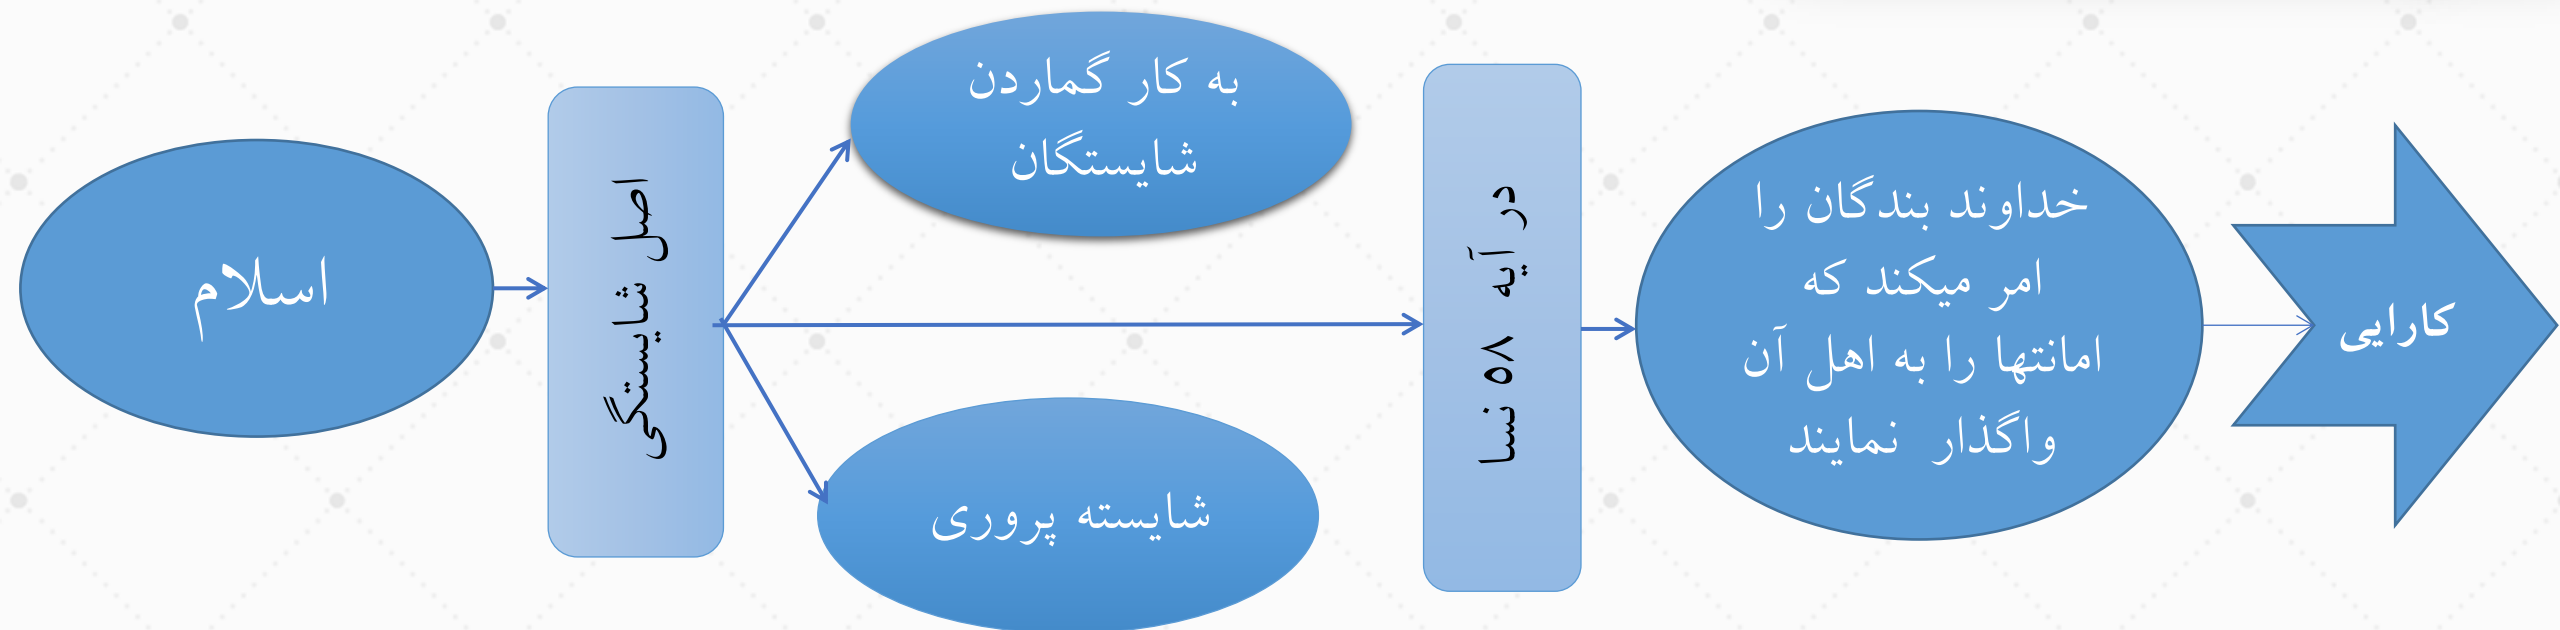 اسلام
اصل شایستگی
به کار گماردن
شایستگان
شایسته پروری
در آیه ۵۸ نسا
خداوند بندگان را
امر میکند که
امانتها را به اهل آن
واگذار نمایند
کارایی